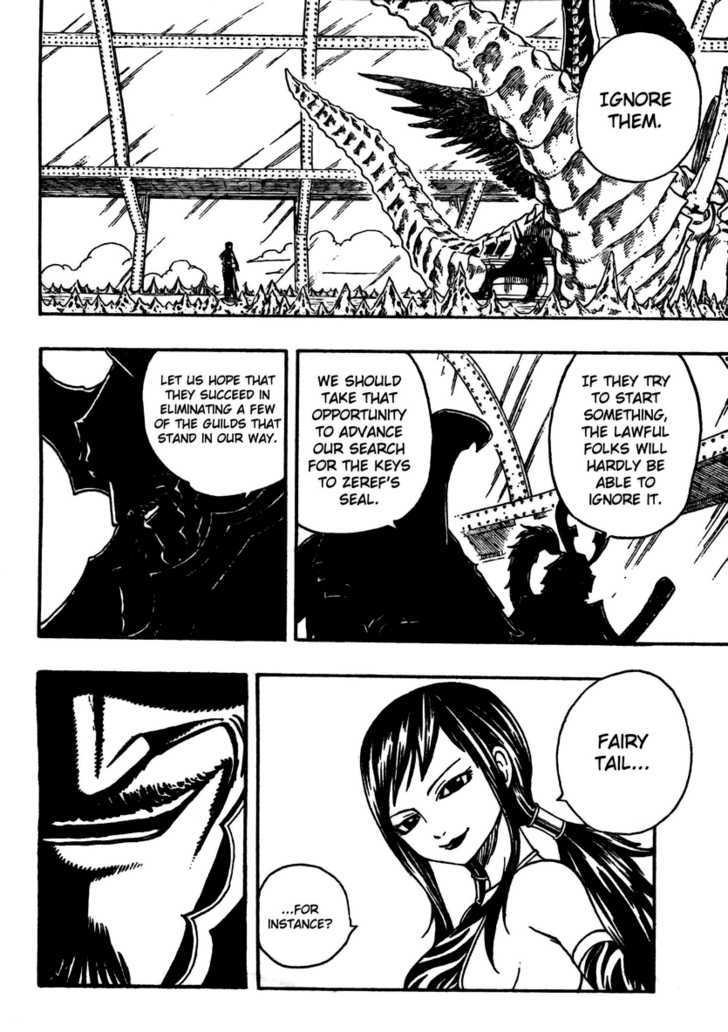 IGNORE
THEM.
IF THEY TRY
TO START
SOMETHING,
THE LAWFUL
FOLKS WILL
HARDLY BE
ABLE TO
IGNORE IT.
WE SHOULD
TAKE THAT
OPPORTUNITY
TO ADVANCE
OUR SEARCH
FOR THE KEYS
TO ZEREF'S
SEAL.
LET US HOPE THAT
THEY SUCCEED IN
ELIMINATING A FEW
OF THE GUILDS THAT
STAND IN OUR WAY.
FAIRY
TAIL...
...FOR
INSTANCE?